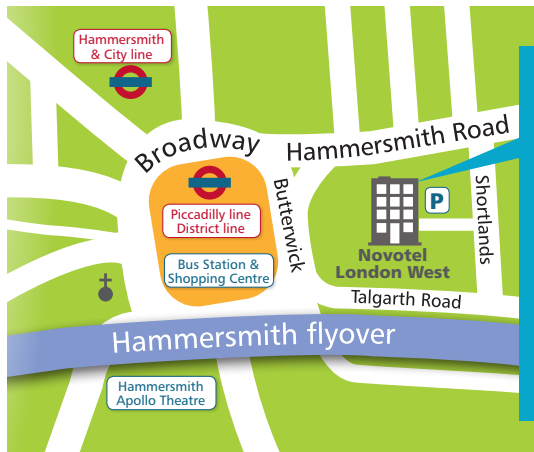 Hammersmith
& City line
Broadway
Hammersmith Road
Piccadilly line
District line
Butterwick
P
Shortlands
Bus Station &
Shopping Centre
Novotel
London West
Talgarth Road
Hammersmith flyover
Hammersmith
Apollo Theatre